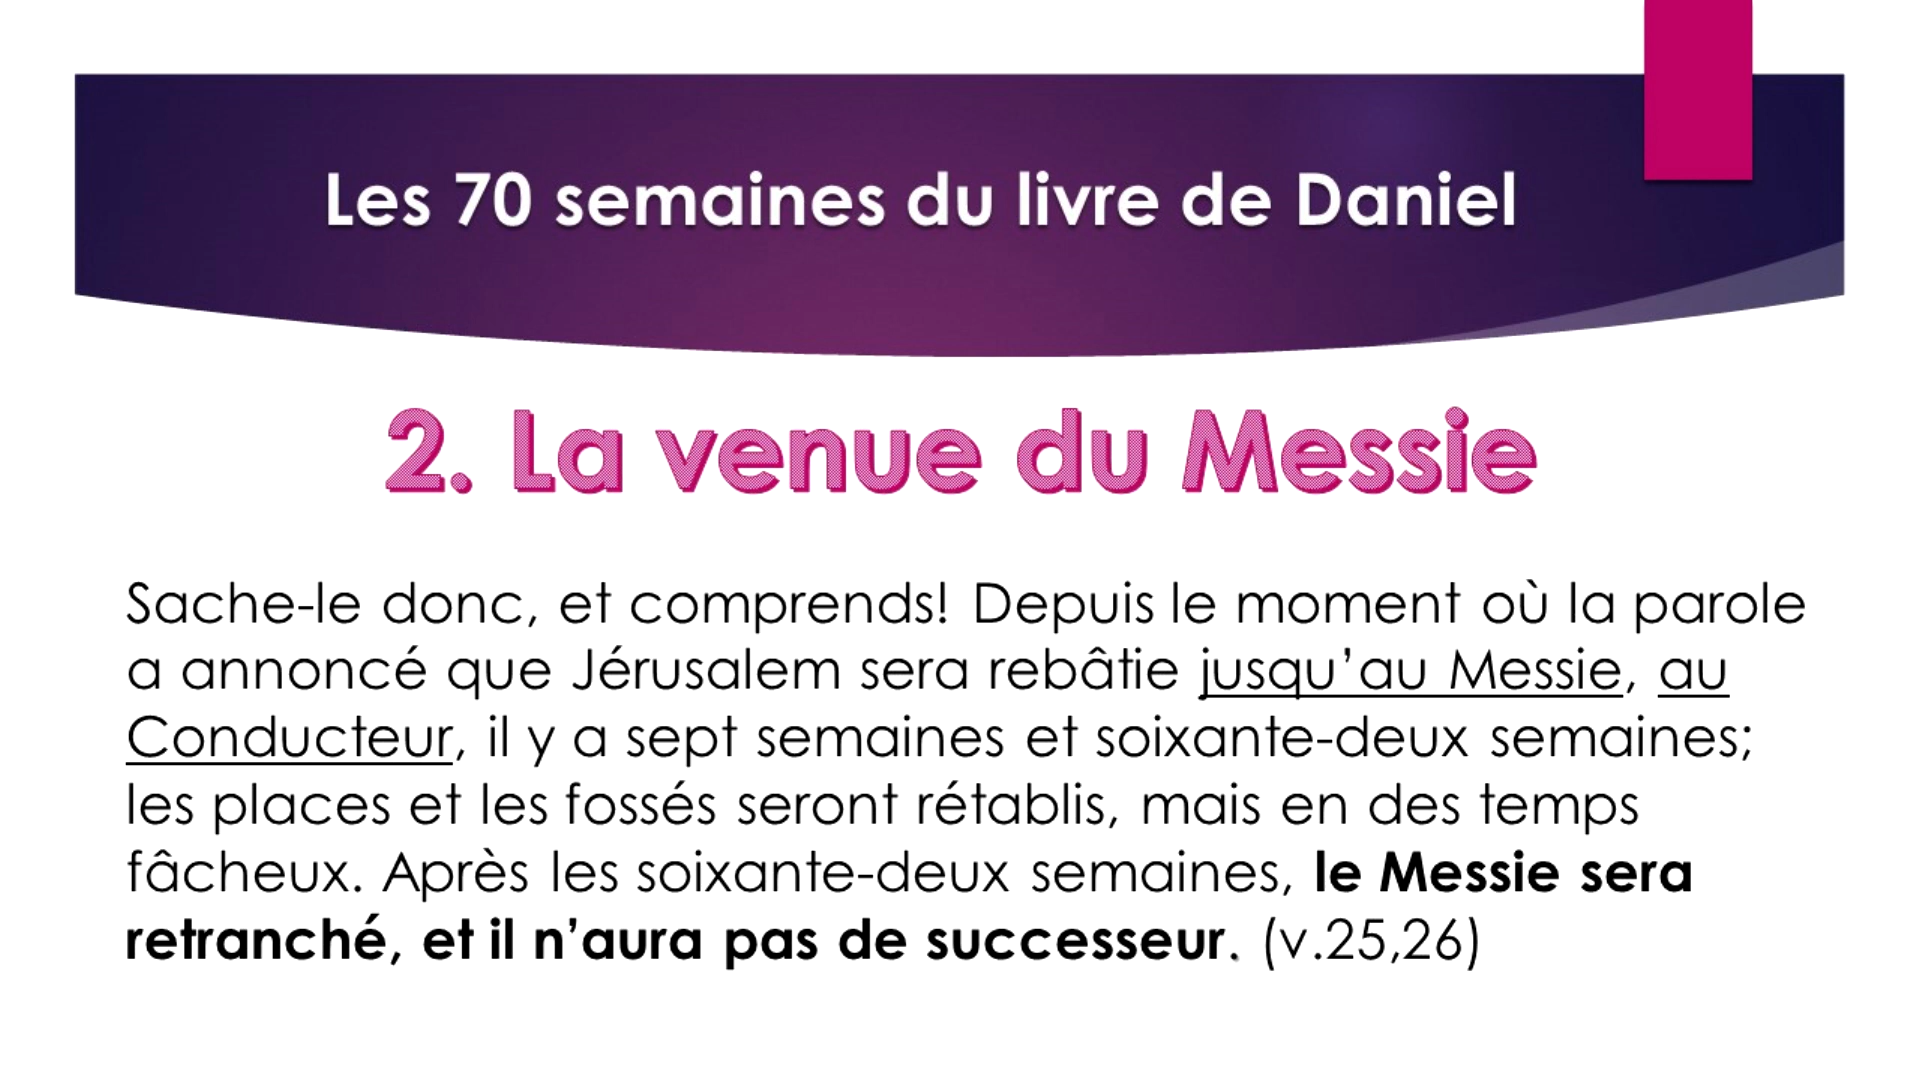 Les 70 semaines du livre de Daniel
2. La venue du Messie
Sache-le donc, et comprends! Depuis le moment où la parole
a annoncé que Jérusalem sera rebâtie jusqu’au Messie, au
Conducteur, il y a sept semaines et soixante-deux semaines;
les places et les fossés seront rétablis, mais en des temps
fâcheux. Après les soixante-deux semaines, le Messie sera
retranché, et il n’aura pas de successeur. (v.25,26)